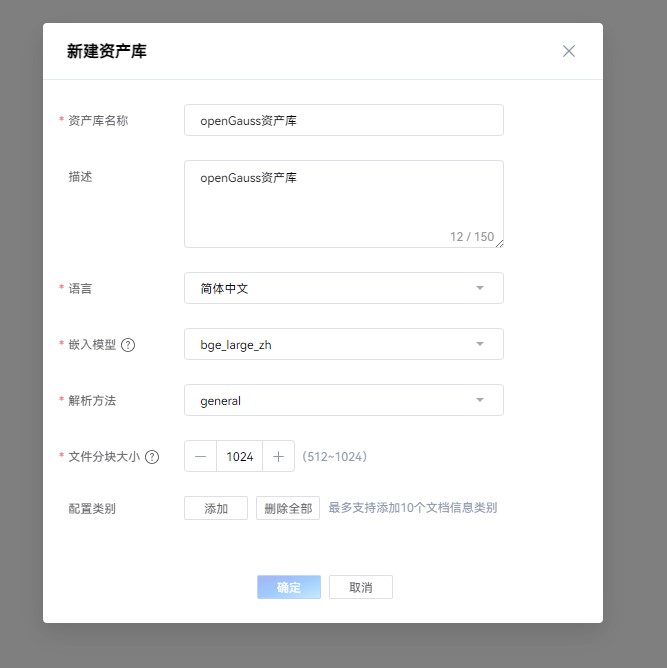 新建资产库
* 资产库名称 openGauss资产库
描述 openGauss资产库
12 / 150
* 语言 简体中文
* 嵌入模型 ? bge_large_zh
* 解析方法 general
* 文件分块大小 ? — 1024 + (512~1024)
配置类别 添加 删除全部 最多支持添加10个文档信息类别
确定 取消